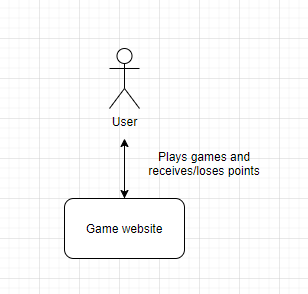 User
Plays games and
receives/loses points
Game website